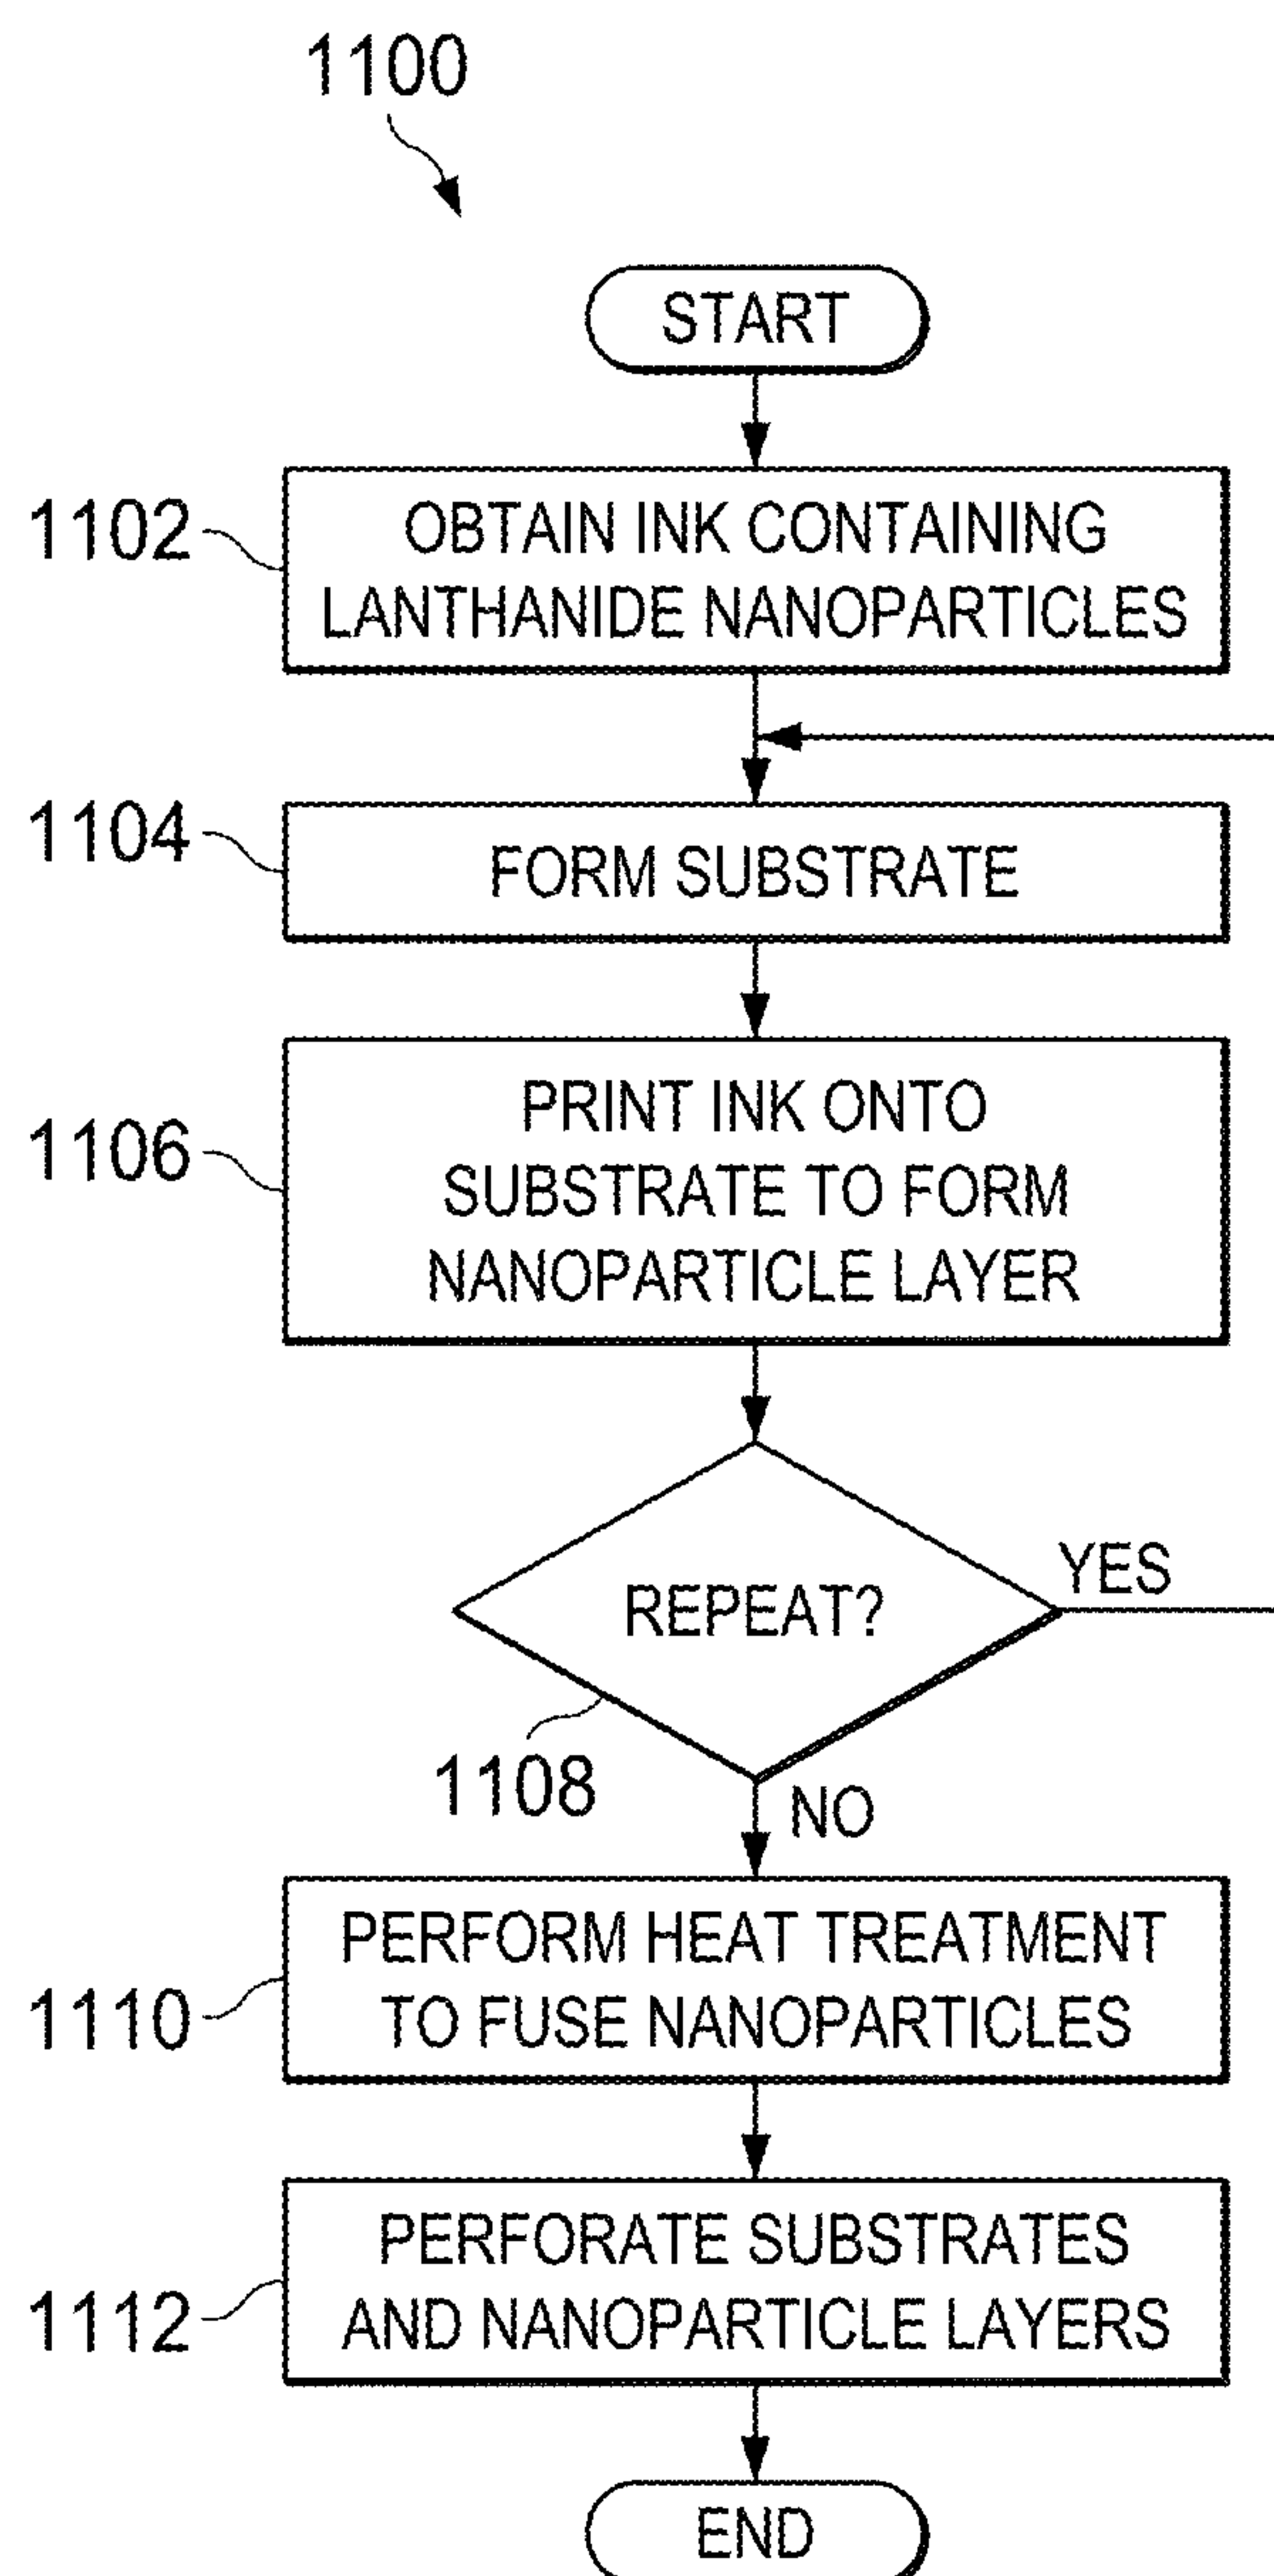 1100
START
1102
OBTAIN INK CONTAINING
LANTHANIDE NANOPARTICLES
1104
FORM SUBSTRATE
1106
PRINT INK ONTO
SUBSTRATE TO FORM
NANOPARTICLE LAYER
REPEAT?
YES
1108
NO
1110
PERFORM HEAT TREATMENT
TO FUSE NANOPARTICLES
1112
PERFORATE SUBSTRATES
AND NANOPARTICLE LAYERS
END